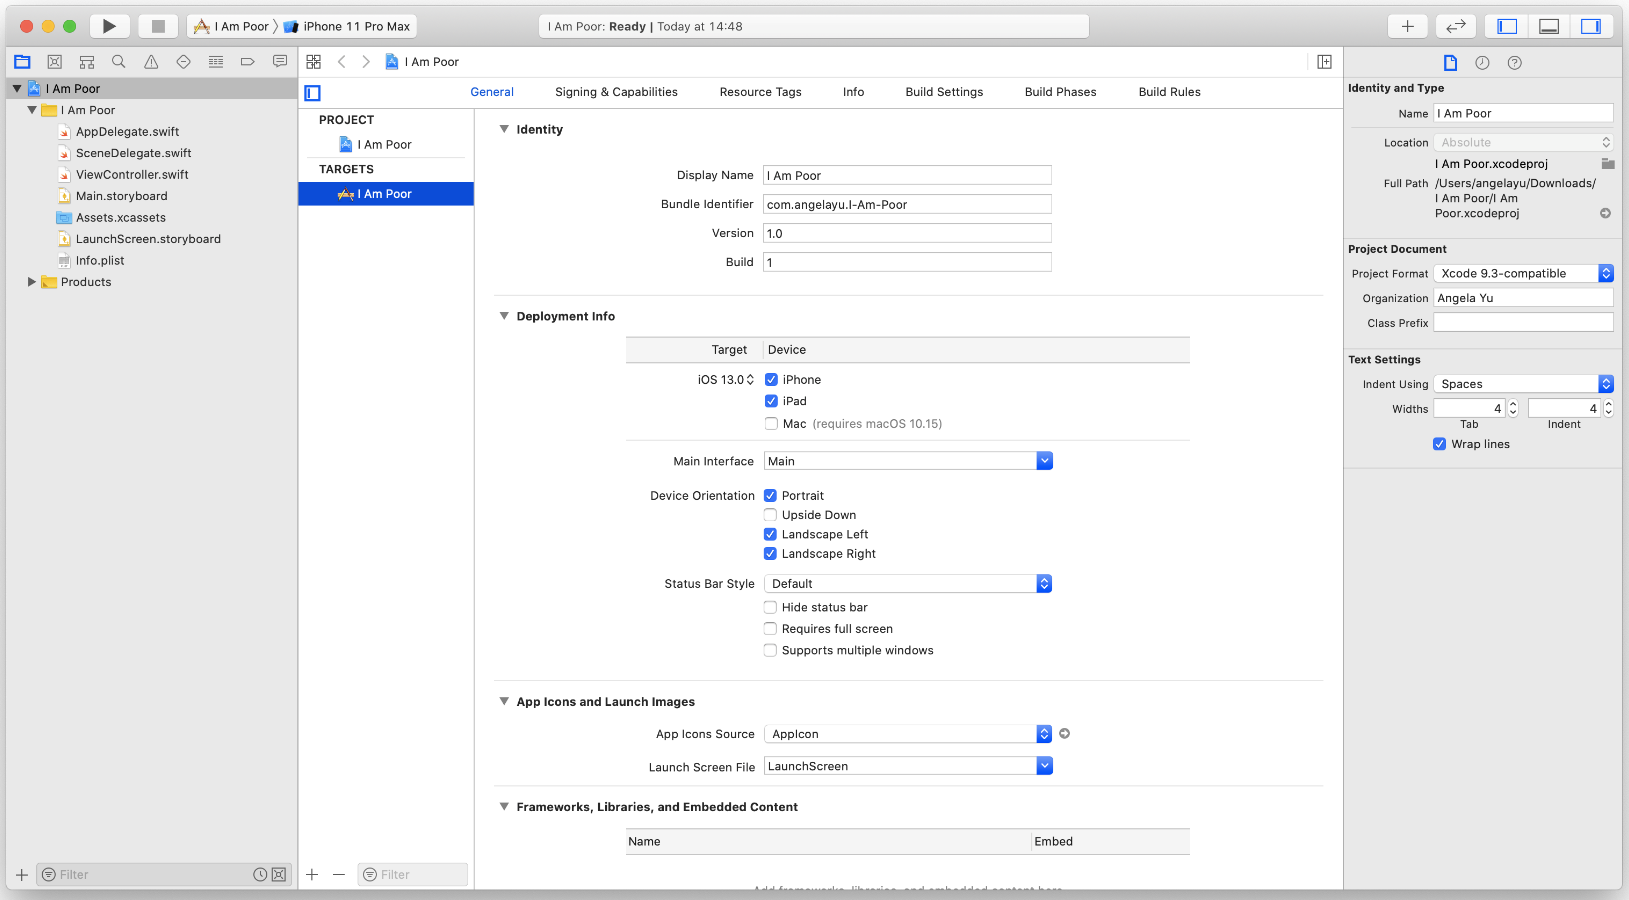 I Am Poor 〉 iPhone 11 Pro Max
I Am Poor: Ready | Today at 14:48
I Am Poor
I Am Poor
AppDelegate.swift
SceneDelegate.swift
ViewController.swift
Main.storyboard
Assets.xcassets
LaunchScreen.storyboard
Info.plist
Products
Filter
I Am Poor
General Signing & Capabilities Resource Tags Info Build Settings Build Phases Build Rules
PROJECT
I Am Poor
TARGETS
I Am Poor
Filter
Identity
Display Name I Am Poor
Bundle Identifier com.angelayu.I-Am-Poor
Version 1.0
Build 1
Deployment Info
Target Device
iOS 13.0 iPhone
iPad
Mac (requires macOS 10.15)
Main Interface Main
Device Orientation Portrait
Upside Down
Landscape Left
Landscape Right
Status Bar Style Default
Hide status bar
Requires full screen
Supports multiple windows
App Icons and Launch Images
App Icons Source AppIcon
Launch Screen File LaunchScreen
Frameworks, Libraries, and Embedded Content
Name Embed
Add frameworks, libraries, and embedded content here
Identity and Type
Name I Am Poor
Location Absolute
I Am Poor.xcodeproj
Full Path /Users/angelayu/Downloads/
I Am Poor/I Am
Poor.xcodeproj
Project Document
Project Format Xcode 9.3-compatible
Organization Angela Yu
Class Prefix
Text Settings
Indent Using Spaces
Widths 4 4
Tab Indent
Wrap lines